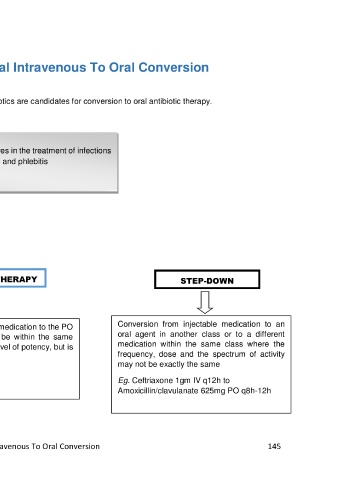 al Intravenous To Oral Conversion
otics are candidates for conversion to oral antibiotic therapy.
es in the treatment of infections
and phlebitis
HERAPY
STEP-DOWN
medication to the PO
be within the same
vel of potency, but is
Conversion from injectable medication to an
oral agent in another class or to a different
medication within the same class where the
frequency, dose and the spectrum of activity
may not be exactly the same
Eg. Ceftriaxone 1gm IV q12h to
Amoxicillin/clavulanate 625mg PO q8h-12h
avenous To Oral Conversion 145